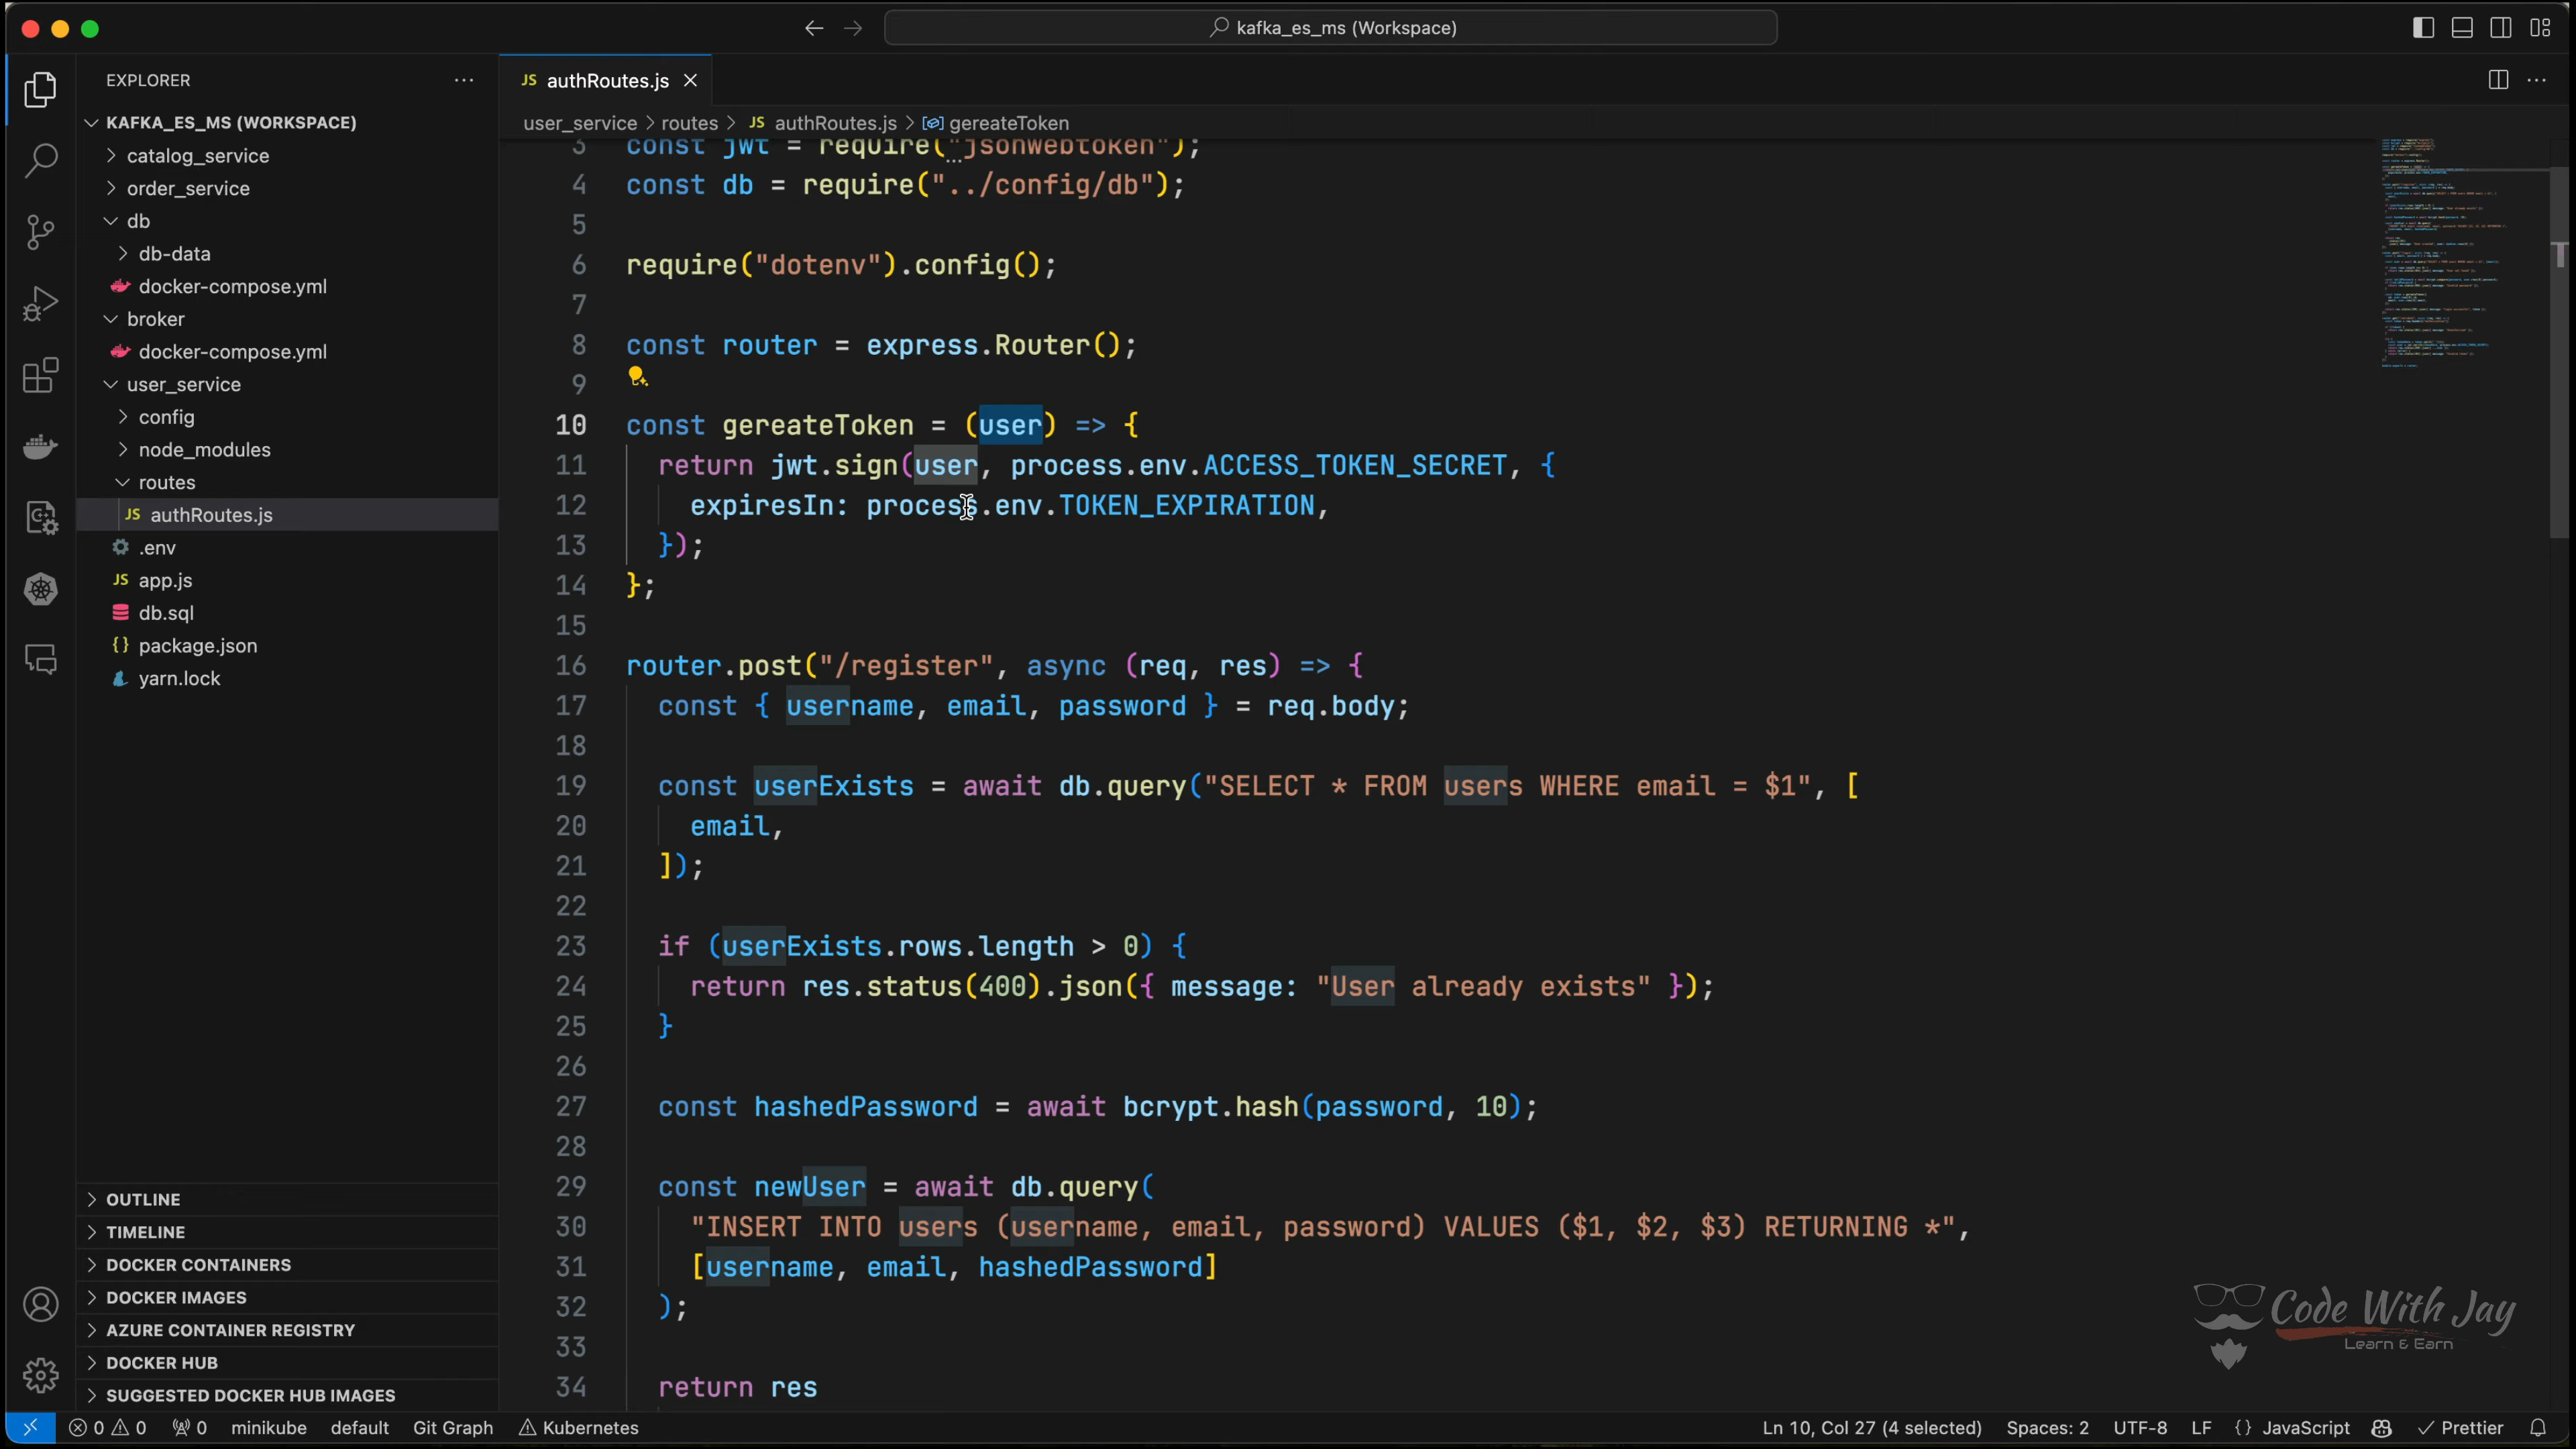 kafka_es_ms (Workspace)
EXPLORER
KAFKA_ES_MS (WORKSPACE)
catalog_service
order_service
db
db-data
docker-compose.yml
broker
docker-compose.yml
user_service
config
node_modules
routes
JS authRoutes.js
.env
JS app.js
db.sql
{} package.json
yarn.lock
OUTLINE
TIMELINE
DOCKER CONTAINERS
DOCKER IMAGES
AZURE CONTAINER REGISTRY
DOCKER HUB
SUGGESTED DOCKER HUB IMAGES
JS authRoutes.js
user_service > routes > JS authRoutes.js > gereateToken
3 const jwt = require("jsonwebtoken");
4 const db = require("../config/db");
5
6 require("dotenv").config();
7
8 const router = express.Router();
9
10 const gereateToken = (user) => {
11 return jwt.sign(user, process.env.ACCESS_TOKEN_SECRET, {
12 expiresIn: process.env.TOKEN_EXPIRATION,
13 });
14 };
15
16 router.post("/register", async (req, res) => {
17 const { username, email, password } = req.body;
18
19 const userExists = await db.query("SELECT * FROM users WHERE email = $1", [
20 email,
21 ]);
22
23 if (userExists.rows.length > 0) {
24 return res.status(400).json({ message: "User already exists" });
25 }
26
27 const hashedPassword = await bcrypt.hash(password, 10);
28
29 const newUser = await db.query(
30 "INSERT INTO users (username, email, password) VALUES ($1, $2, $3) RETURNING *",
31 [username, email, hashedPassword]
32 );
33
34 return res
Code With Jay
Learn & Earn
0 0 0 minikube default Git Graph Kubernetes Ln 10, Col 27 (4 selected) Spaces: 2 UTF-8 LF {} JavaScript Prettier